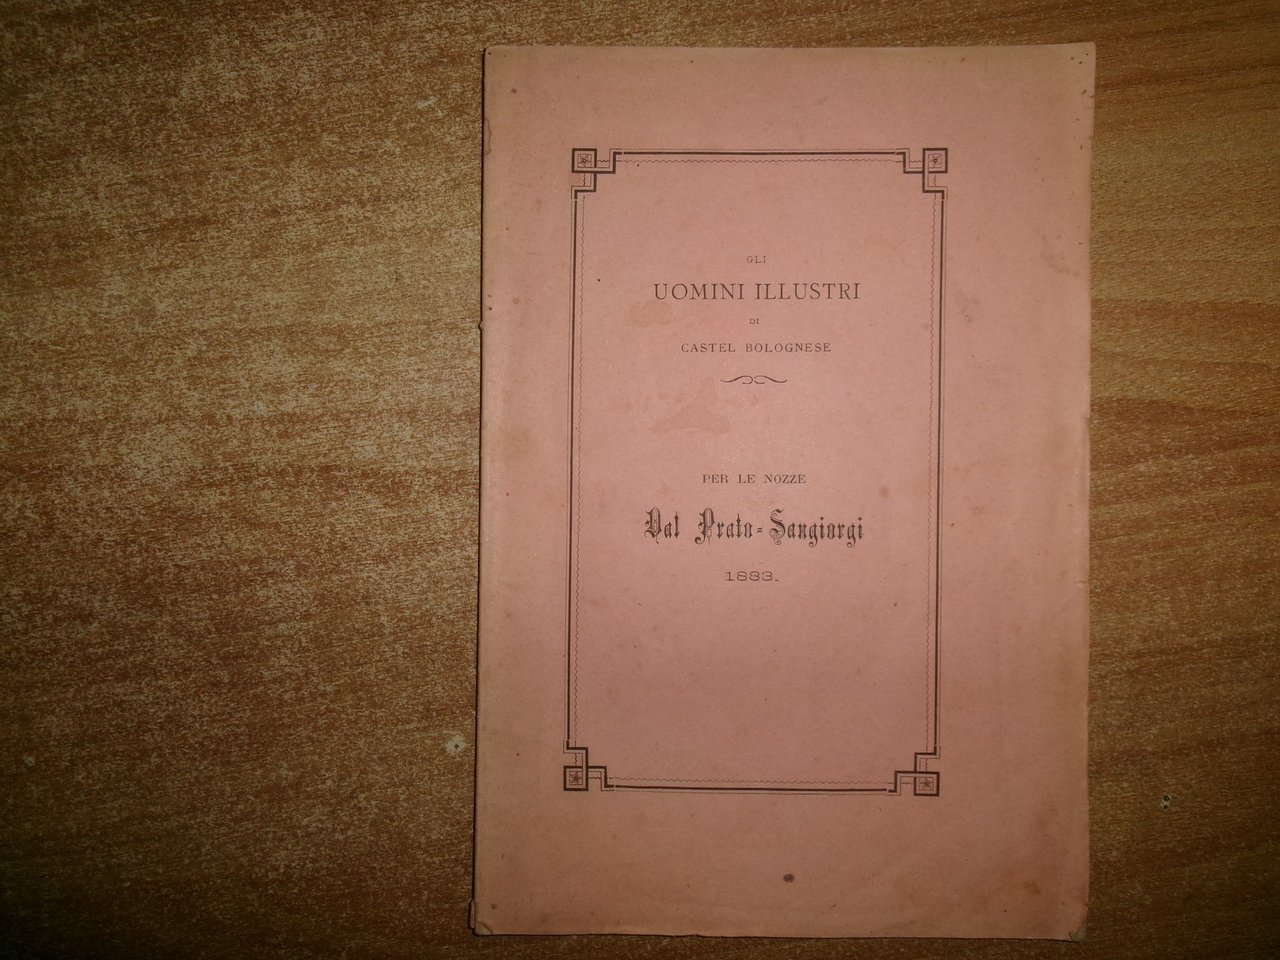 GLI
UOMINI ILLUSTRI
DI
CASTEL BOLOGNESE
PER LE NOZZE
Dal Prato-Sangiorgi
1883.